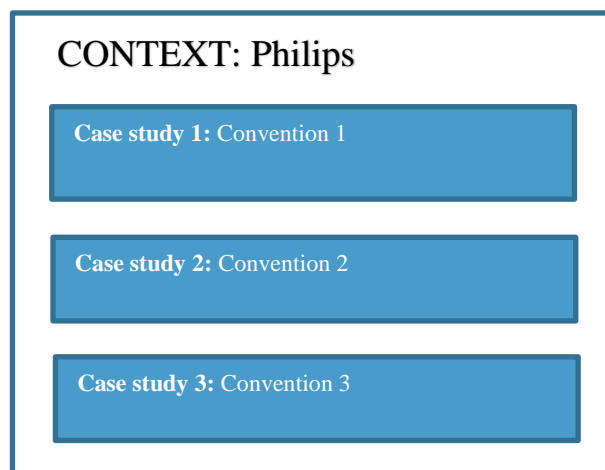 CONTEXT: Philips
Case study 1: Convention 1
Case study 2: Convention 2
Case study 3: Convention 3